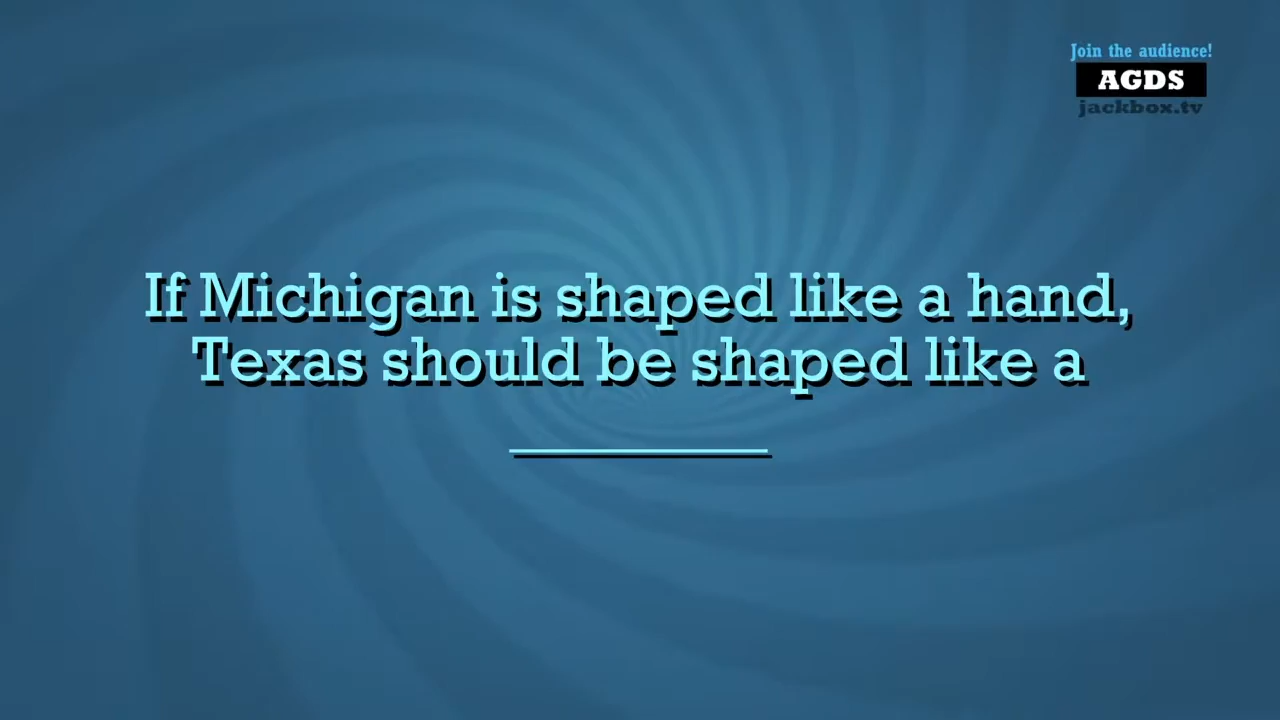 Join the audience!
AGDS
jackbox.tv
If Michigan is shaped like a hand,
Texas should be shaped like a